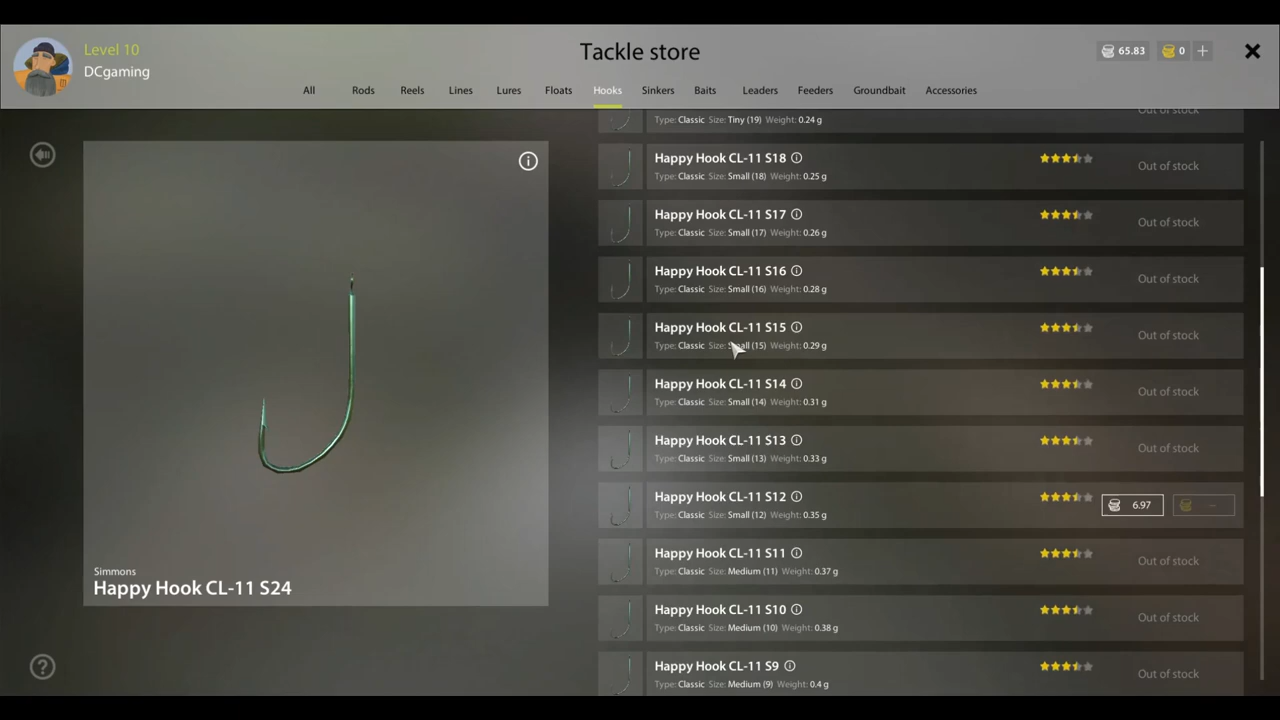 Level 10
DCgaming
Tackle store
65.83 0
All Rods Reels Lines Lures Floats Hooks Sinkers Baits Leaders Feeders Groundbait Accessories
Type: Classic Size: Tiny (19) Weight: 0.24 g Out of stock
Happy Hook CL-11 S18
Type: Classic Size: Small (18) Weight: 0.25 g
Out of stock
Happy Hook CL-11 S17
Type: Classic Size: Small (17) Weight: 0.26 g
Out of stock
Happy Hook CL-11 S16
Type: Classic Size: Small (16) Weight: 0.28 g
Out of stock
Happy Hook CL-11 S15
Type: Classic Size: Small (15) Weight: 0.29 g
Out of stock
Happy Hook CL-11 S14
Type: Classic Size: Small (14) Weight: 0.31 g
Out of stock
Happy Hook CL-11 S13
Type: Classic Size: Small (13) Weight: 0.33 g
Out of stock
Happy Hook CL-11 S12
Type: Classic Size: Small (12) Weight: 0.35 g
6.97 –
Happy Hook CL-11 S11
Type: Classic Size: Medium (11) Weight: 0.37 g
Out of stock
Happy Hook CL-11 S10
Type: Classic Size: Medium (10) Weight: 0.38 g
Out of stock
Happy Hook CL-11 S9
Type: Classic Size: Medium (9) Weight: 0.4 g
Out of stock
Simmons
Happy Hook CL-11 S24